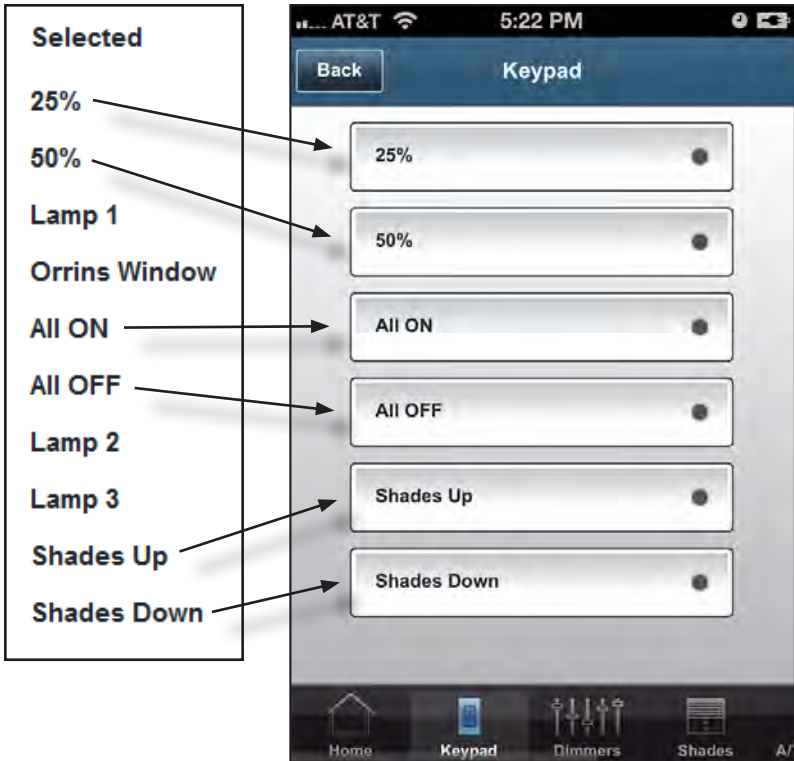 Selected
25%
50%
Lamp 1
Orrins Window
All ON
All OFF
Lamp 2
Lamp 3
Shades Up
Shades Down
AT&T 5:22 PM
Back Keypad
25%
50%
All ON
All OFF
Shades Up
Shades Down
Home Keypad Dimmers Shades A/